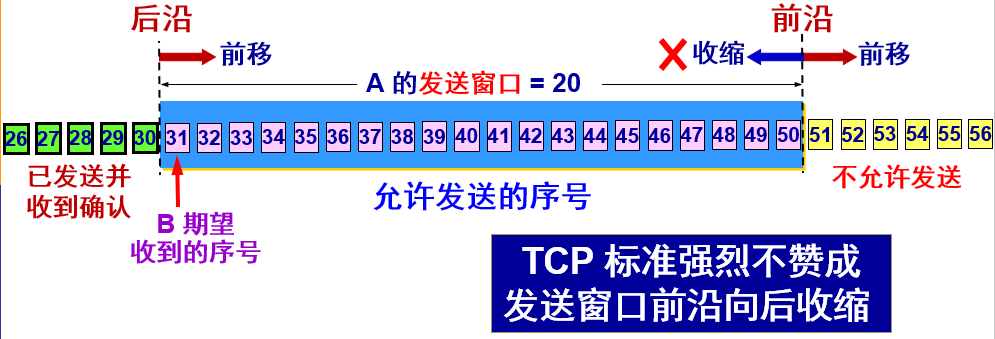 后沿
前沿
前移
收缩
前移
A 的发送窗口 = 20
26 27 28 29 30 31 32 33 34 35 36 37 38 39 40 41 42 43 44 45 46 47 48 49 50 51 52 53 54 55 56
已发送并
收到确认
允许发送的序号
不允许发送
B 期望
收到的序号
TCP 标准强烈不赞成
发送窗口前沿向后收缩